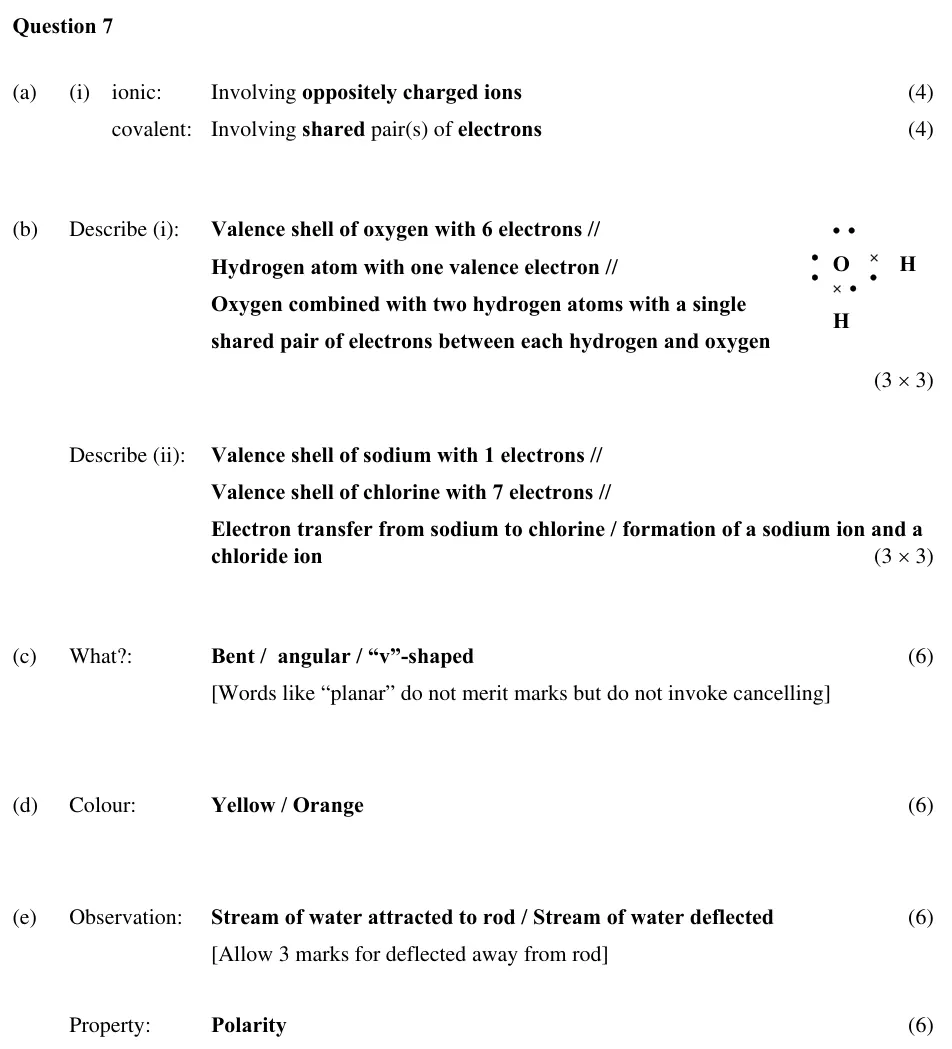 Question 7
(a) (i) ionic: Involving oppositely charged ions (4)
covalent: Involving shared pair(s) of electrons (4)
(b) Describe (i): Valence shell of oxygen with 6 electrons //
Hydrogen atom with one valence electron //
O × H
Oxygen combined with two hydrogen atoms with a single
×
H
shared pair of electrons between each hydrogen and oxygen
(3 × 3)
Describe (ii): Valence shell of sodium with 1 electrons //
Valence shell of chlorine with 7 electrons //
Electron transfer from sodium to chlorine / formation of a sodium ion and a
chloride ion (3 × 3)
(c) What?: Bent / angular / “v”-shaped (6)
[Words like “planar” do not merit marks but do not invoke cancelling]
(d) Colour: Yellow / Orange (6)
(e) Observation: Stream of water attracted to rod / Stream of water deflected (6)
[Allow 3 marks for deflected away from rod]
Property: Polarity (6)